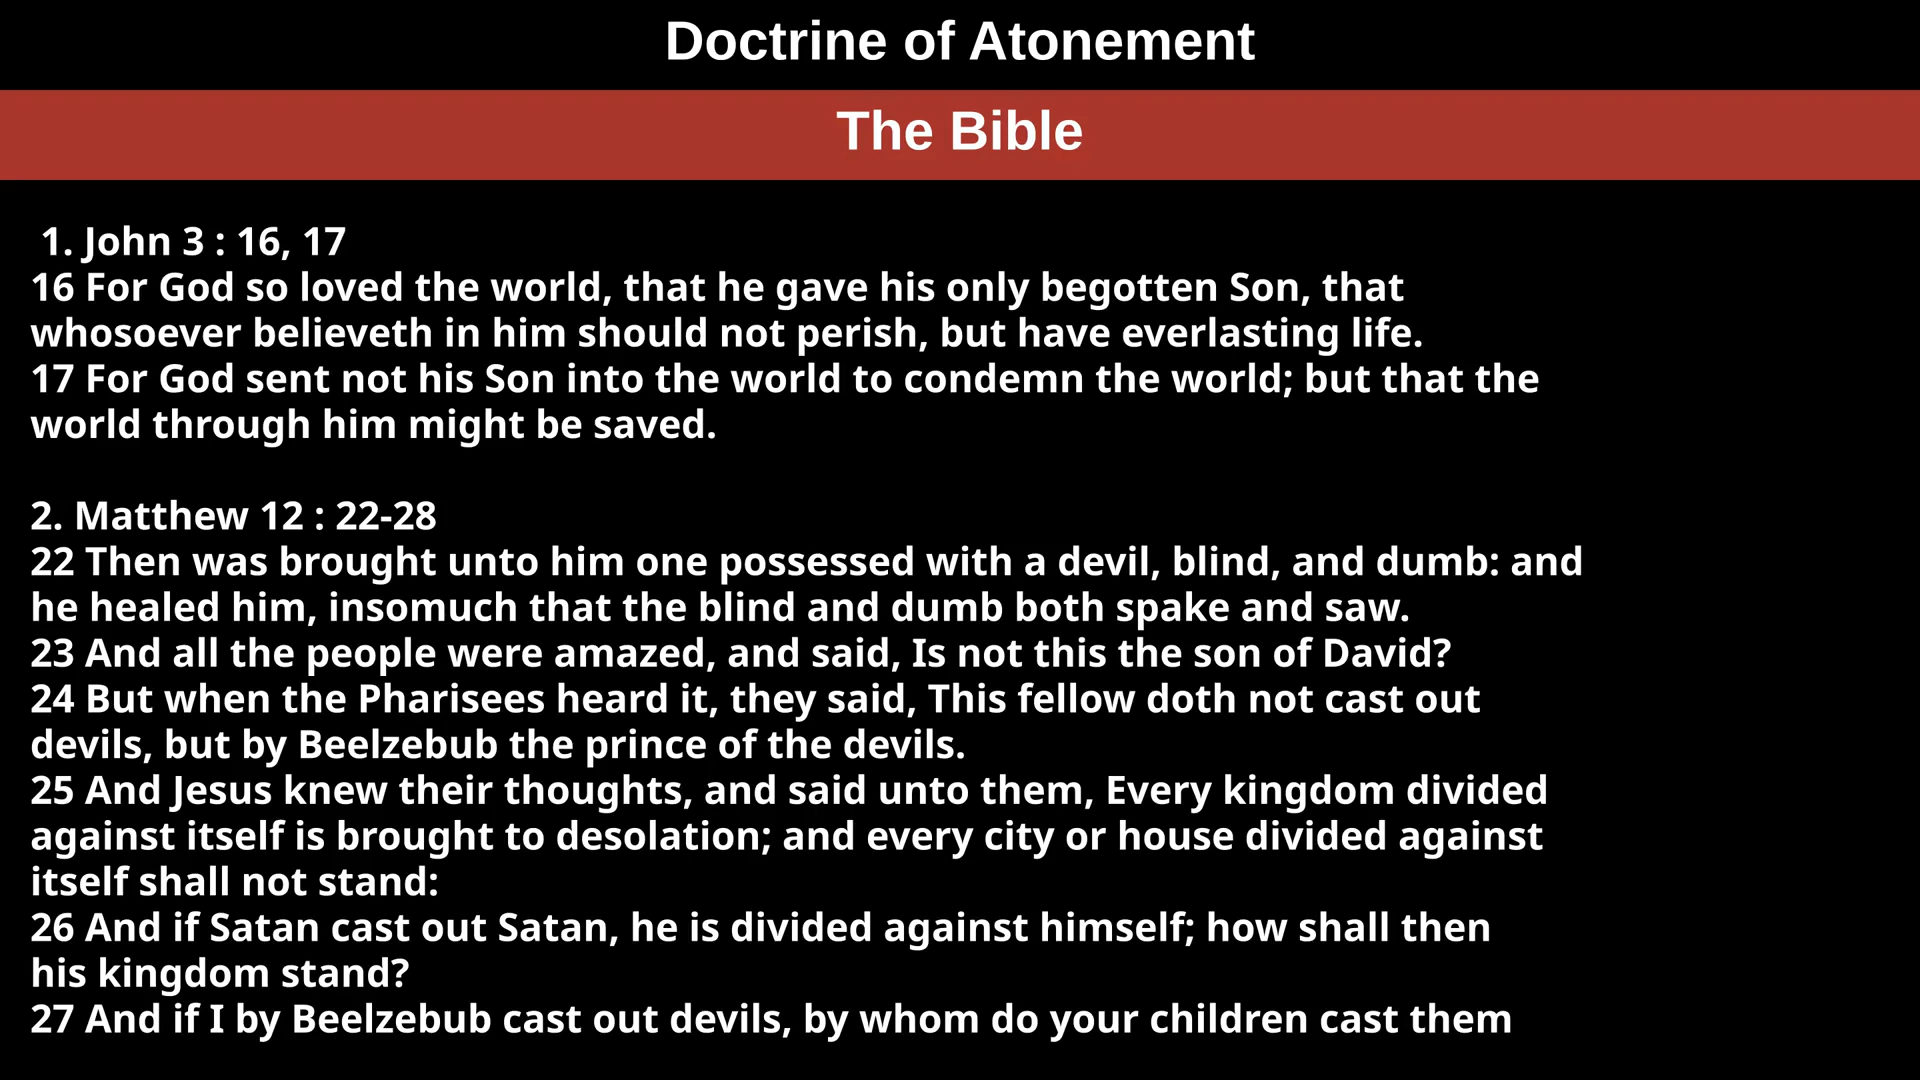 Doctrine of Atonement
The Bible
1. John 3 : 16, 17
16 For God so loved the world, that he gave his only begotten Son, that
whosoever believeth in him should not perish, but have everlasting life.
17 For God sent not his Son into the world to condemn the world; but that the
world through him might be saved.
2. Matthew 12 : 22-28
22 Then was brought unto him one possessed with a devil, blind, and dumb: and
he healed him, insomuch that the blind and dumb both spake and saw.
23 And all the people were amazed, and said, Is not this the son of David?
24 But when the Pharisees heard it, they said, This fellow doth not cast out
devils, but by Beelzebub the prince of the devils.
25 And Jesus knew their thoughts, and said unto them, Every kingdom divided
against itself is brought to desolation; and every city or house divided against
itself shall not stand:
26 And if Satan cast out Satan, he is divided against himself; how shall then
his kingdom stand?
27 And if I by Beelzebub cast out devils, by whom do your children cast them